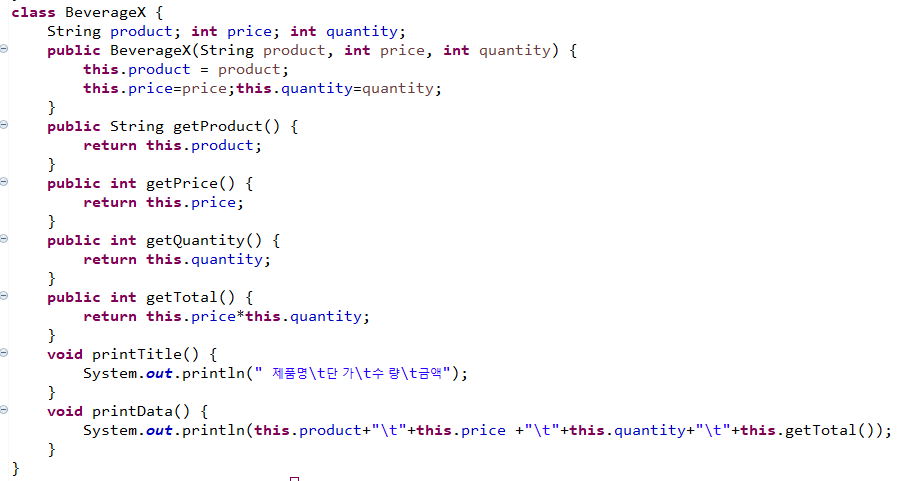 class BeverageX {
    String product; int price; int quantity;
    public BeverageX(String product, int price, int quantity) {
        this.product = product;
        this.price=price;this.quantity=quantity;
    }
    public String getProduct() {
        return this.product;
    }
    public int getPrice() {
        return this.price;
    }
    public int getQuantity() {
        return this.quantity;
    }
    public int getTotal() {
        return this.price*this.quantity;
    }
    void printTitle() {
        System.out.println(" 제품명\t단 가\t수 량\t금액");
    }
    void printData() {
        System.out.println(this.product+"\t"+this.price +"\t"+this.quantity+"\t"+this.getTotal());
    }
}